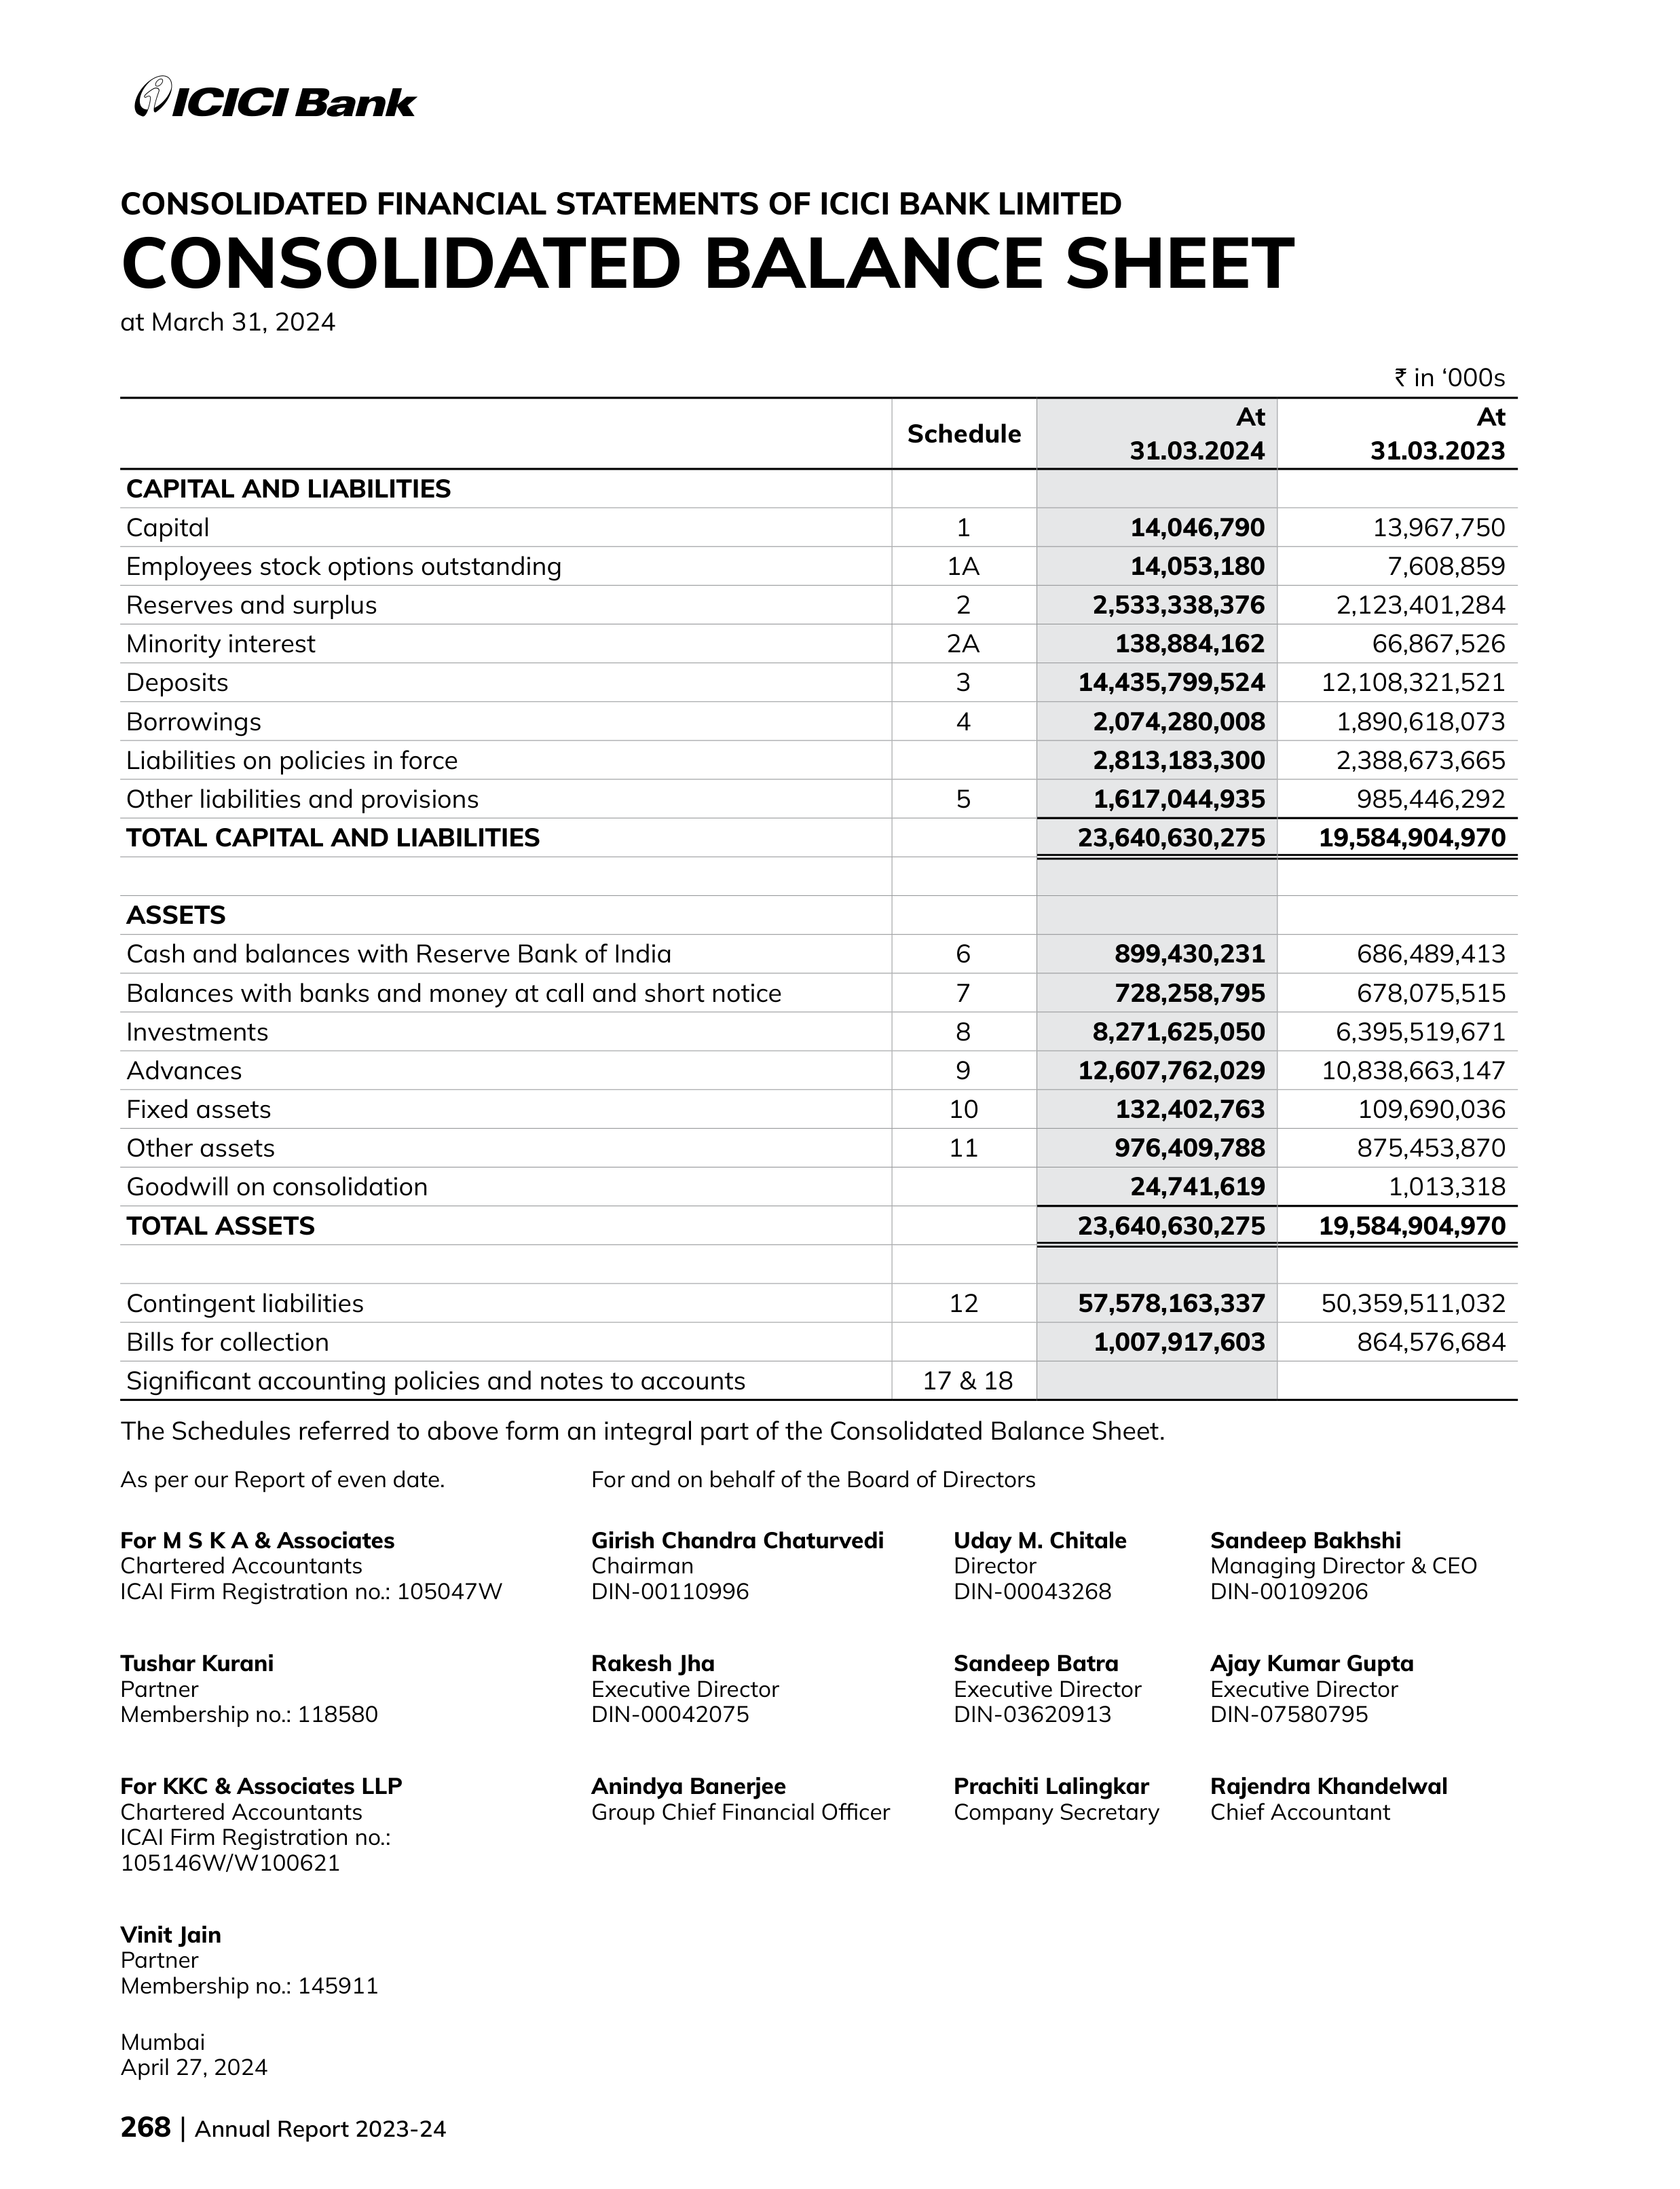 ICICI Bank
CONSOLIDATED FINANCIAL STATEMENTS OF ICICI BANK LIMITED
CONSOLIDATED BALANCE SHEET
at March 31, 2024
₹ in ‘000s
Schedule At 31.03.2024 At 31.03.2023
CAPITAL AND LIABILITIES
Capital 1 14,046,790 13,967,750
Employees stock options outstanding 1A 14,053,180 7,608,859
Reserves and surplus 2 2,533,338,376 2,123,401,284
Minority interest 2A 138,884,162 66,867,526
Deposits 3 14,435,799,524 12,108,321,521
Borrowings 4 2,074,280,008 1,890,618,073
Liabilities on policies in force 2,813,183,300 2,388,673,665
Other liabilities and provisions 5 1,617,044,935 985,446,292
TOTAL CAPITAL AND LIABILITIES 23,640,630,275 19,584,904,970
ASSETS
Cash and balances with Reserve Bank of India 6 899,430,231 686,489,413
Balances with banks and money at call and short notice 7 728,258,795 678,075,515
Investments 8 8,271,625,050 6,395,519,671
Advances 9 12,607,762,029 10,838,663,147
Fixed assets 10 132,402,763 109,690,036
Other assets 11 976,409,788 875,453,870
Goodwill on consolidation 24,741,619 1,013,318
TOTAL ASSETS 23,640,630,275 19,584,904,970
Contingent liabilities 12 57,578,163,337 50,359,511,032
Bills for collection 1,007,917,603 864,576,684
Significant accounting policies and notes to accounts 17 & 18
The Schedules referred to above form an integral part of the Consolidated Balance Sheet.
As per our Report of even date. For and on behalf of the Board of Directors
For M S K A & Associates Girish Chandra Chaturvedi Uday M. Chitale Sandeep Bakhshi
Chartered Accountants Chairman Director Managing Director & CEO
ICAI Firm Registration no.: 105047W DIN-00110996 DIN-00043268 DIN-00109206
Tushar Kurani Rakesh Jha Sandeep Batra Ajay Kumar Gupta
Partner Executive Director Executive Director Executive Director
Membership no.: 118580 DIN-00042075 DIN-03620913 DIN-07580795
For KKC & Associates LLP Anindya Banerjee Prachiti Lalingkar Rajendra Khandelwal
Chartered Accountants Group Chief Financial Officer Company Secretary Chief Accountant
ICAI Firm Registration no.:
105146W/W100621
Vinit Jain
Partner
Membership no.: 145911
Mumbai
April 27, 2024
268 | Annual Report 2023-24